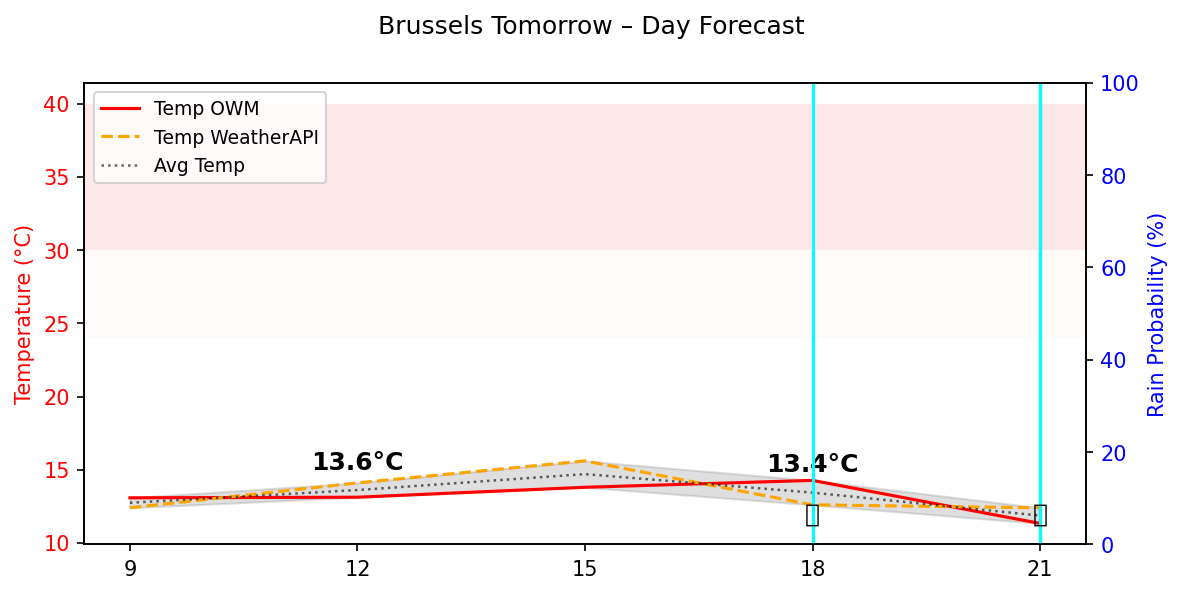 Brussels Tomorrow – Day Forecast
Temp OWM
Temp WeatherAPI
Avg Temp
Temperature (°C)
40
35
30
25
20
15
10
13.6°C
13.4°C
100
80
60
40
20
0
Rain Probability (%)
9
12
15
18
21